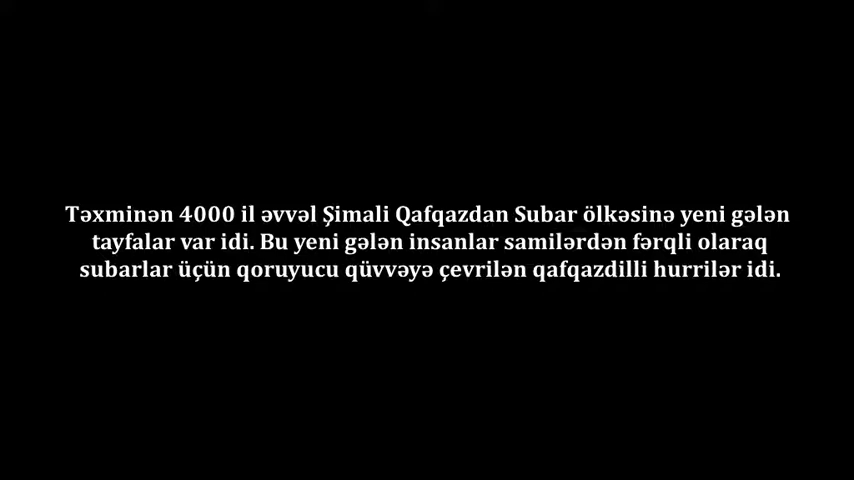 Təxminən 4000 il əvvəl Şimali Qafqazdan Subar ölkəsinə yeni gələn
tayfalar var idi. Bu yeni gələn insanlar samilərdən fərqli olaraq
subarlar üçün qoruyucu qüvvəyə çevrilən qafqazdilli hurrilər idi.